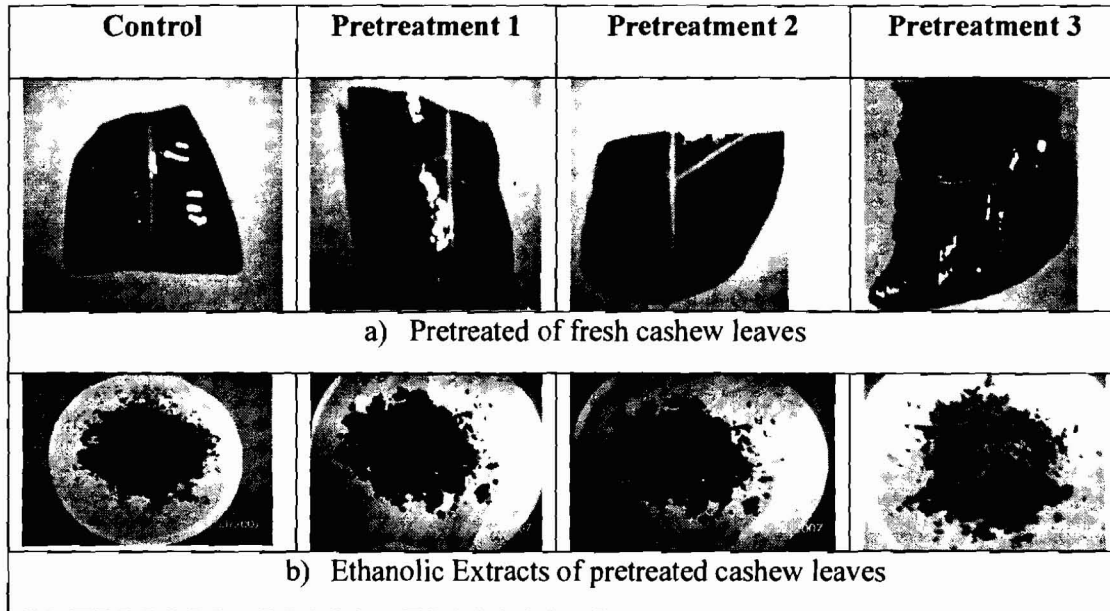 Control Pretreatment 1 Pretreatment 2 Pretreatment 3
a) Pretreated of fresh cashew leaves
b) Ethanolic Extracts of pretreated cashew leaves